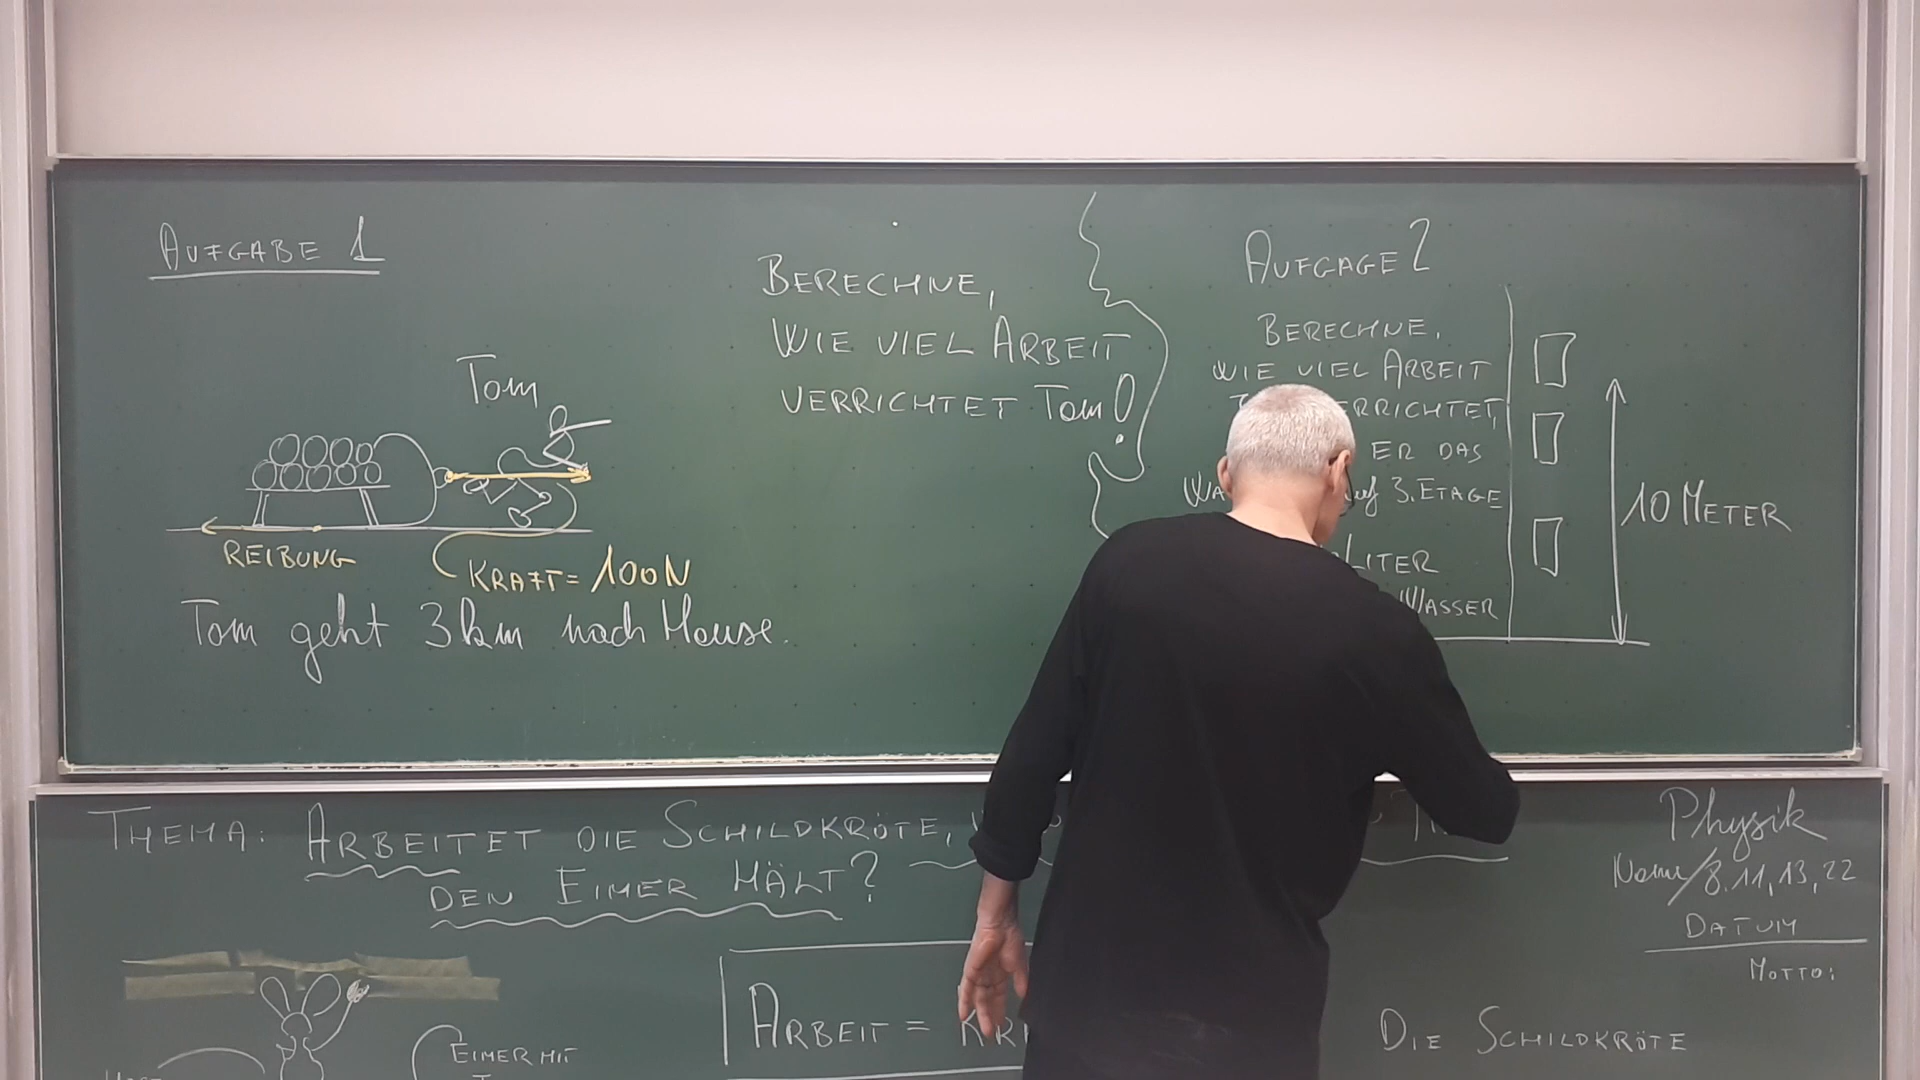 AUFGABE 1
Tom
REIBUNG
KRAFT = 100N
Tom geht 3km nach Hause.
BERECHNE,
WIE VIEL ARBEIT
VERRICHTET Tom!
AUFGAGE 2
BERECHNE,
WIE VIEL ARBEIT
ER DAS
auf 3. ETAGE
LITER
WASSER
10 METER
THEMA: ARBEITET DIE SCHILDKRÖTE,
DEN EIMER HÄLT?
Physik
Name/8.11,13,22
DATUM
MOTTO:
ARBEIT =
EIMER MIT
DIE SCHILDKRÖTE